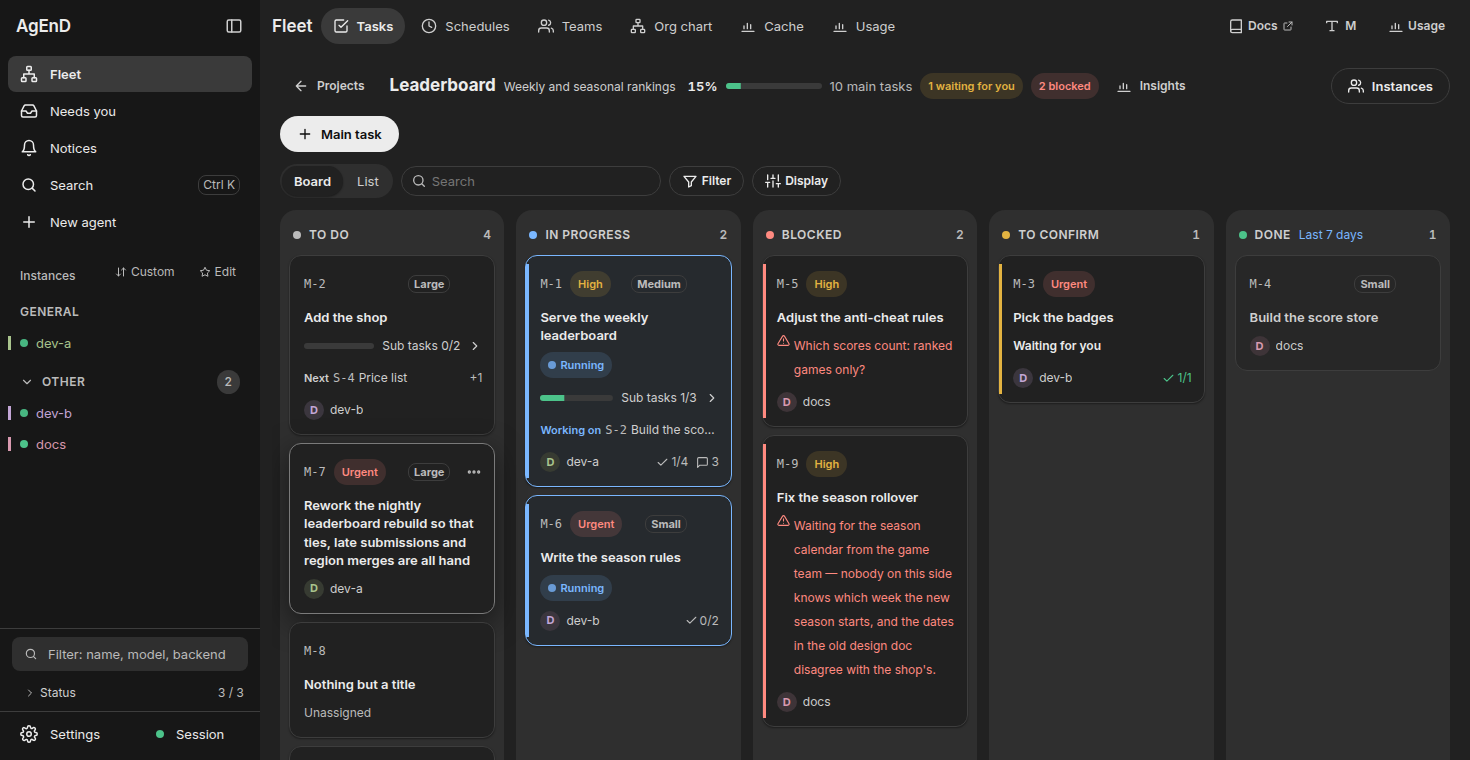 AgEnD
Fleet
Needs you
Notices
Search
Ctrl K
New agent
Instances
Custom
Edit
GENERAL
dev-a
OTHER
2
dev-b
docs
Filter: name, model, backend
Status
3 / 3
Settings
Session
Fleet
Tasks
Schedules
Teams
Org chart
Cache
Usage
Docs
M
Usage
Projects
Leaderboard
Weekly and seasonal rankings
15%
10 main tasks
1 waiting for you
2 blocked
Insights
Instances
Main task
Board
List
Search
Filter
Display
TO DO
4
M-2
Large
Add the shop
Sub tasks 0/2
Next S-4 Price list
+1
D
dev-b
M-7
Urgent
Large
Rework the nightly
leaderboard rebuild so that
ties, late submissions and
region merges are all hand
D
dev-a
M-8
Nothing but a title
Unassigned
IN PROGRESS
2
M-1
High
Medium
Serve the weekly
leaderboard
Running
Sub tasks 1/3
Working on S-2 Build the sco...
D
dev-a
1/4
3
M-6
Urgent
Small
Write the season rules
Running
D
dev-b
0/2
BLOCKED
2
M-5
High
Adjust the anti-cheat rules
Which scores count: ranked
games only?
D
docs
M-9
High
Fix the season rollover
Waiting for the season
calendar from the game
team — nobody on this side
knows which week the new
season starts, and the dates
in the old design doc
disagree with the shop's.
D
docs
TO CONFIRM
1
M-3
Urgent
Pick the badges
Waiting for you
D
dev-b
1/1
DONE
Last 7 days
1
M-4
Small
Build the score store
D
docs